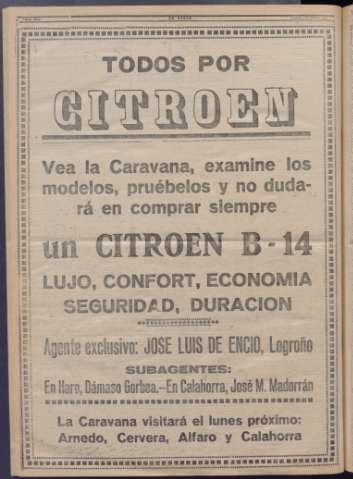 TODOS POR
CITROEN
Vea la Caravana, examine los
modelos, pruébelos y no duda-
rá en comprar siempre
un CITROEN B-14
LUJO, CONFORT, ECONOMIA
SEGURIDAD, DURACION
Agente exclusivo: JOSE LUIS DE ENCIO, Logroño
SUBAGENTES:
En Haro, Dámaso Gorbea.—En Calahorra, José M. Madorrán
La Caravana visitará el lunes próximo:
Arnedo, Cervera, Alfaro y Calahorra